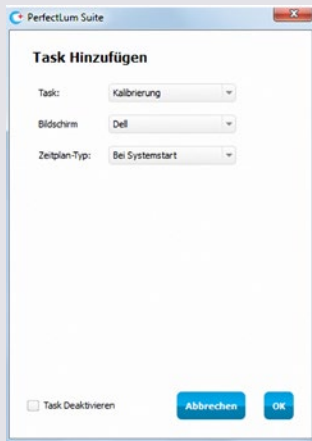 PerfectLum Suite
Task Hinzufügen
Task: Kalibrierung
Bildschirm Dell
Zeitplan-Typ: Bei Systemstart
Task Deaktivieren Abbrechen OK